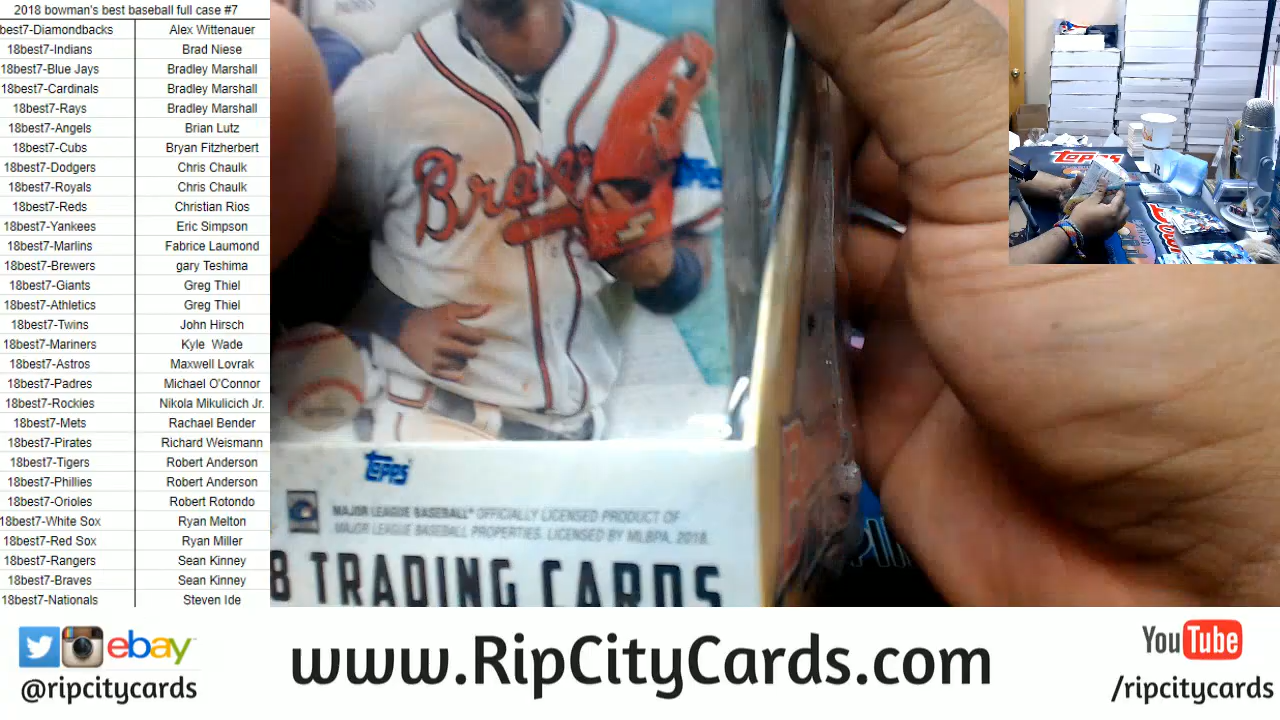 2018 bowman's best baseball full case #7
best7-Diamondbacks Alex Wittenauer
18best7-Indians Brad Niese
18best7-Blue Jays Bradley Marshall
18best7-Cardinals Bradley Marshall
18best7-Rays Bradley Marshall
18best7-Angels Brian Lutz
18best7-Cubs Bryan Fitzherbert
18best7-Dodgers Chris Chaulk
18best7-Royals Chris Chaulk
18best7-Reds Christian Rios
18best7-Yankees Eric Simpson
18best7-Marlins Fabrice Laumond
18best7-Brewers gary Teshima
18best7-Giants Greg Thiel
18best7-Athletics Greg Thiel
18best7-Twins John Hirsch
18best7-Mariners Kyle Wade
18best7-Astros Maxwell Lovrak
18best7-Padres Michael O'Connor
18best7-Rockies Nikola Mikulicich Jr.
18best7-Mets Rachael Bender
18best7-Pirates Richard Weismann
18best7-Tigers Robert Anderson
18best7-Phillies Robert Anderson
18best7-Orioles Robert Rotondo
18best7-White Sox Ryan Melton
18best7-Red Sox Ryan Miller
18best7-Rangers Sean Kinney
18best7-Braves Sean Kinney
18best7-Nationals Steven Ide
Braves
Topps
MAJOR LEAGUE BASEBALL® OFFICIALLY LICENSED PRODUCT OF
MAJOR LEAGUE BASEBALL PROPERTIES. LICENSED BY MLBPA, 2018.
8 TRADING CARDS
Topps
ebay
@ripcitycards
www.RipCityCards.com
YouTube
/ripcitycards